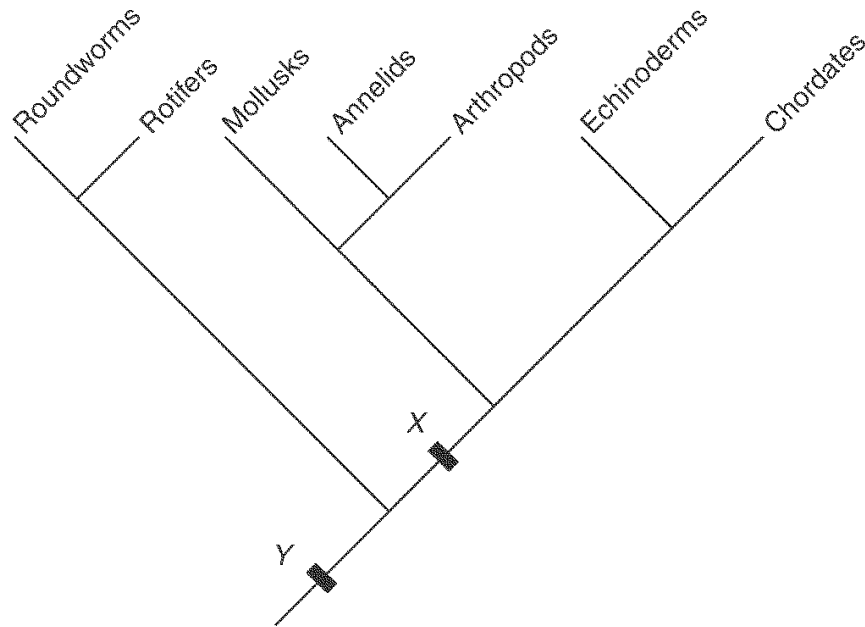 Roundworms
Rotifers
Mollusks
Annelids
Arthropods
Echinoderms
Chordates
X
Y